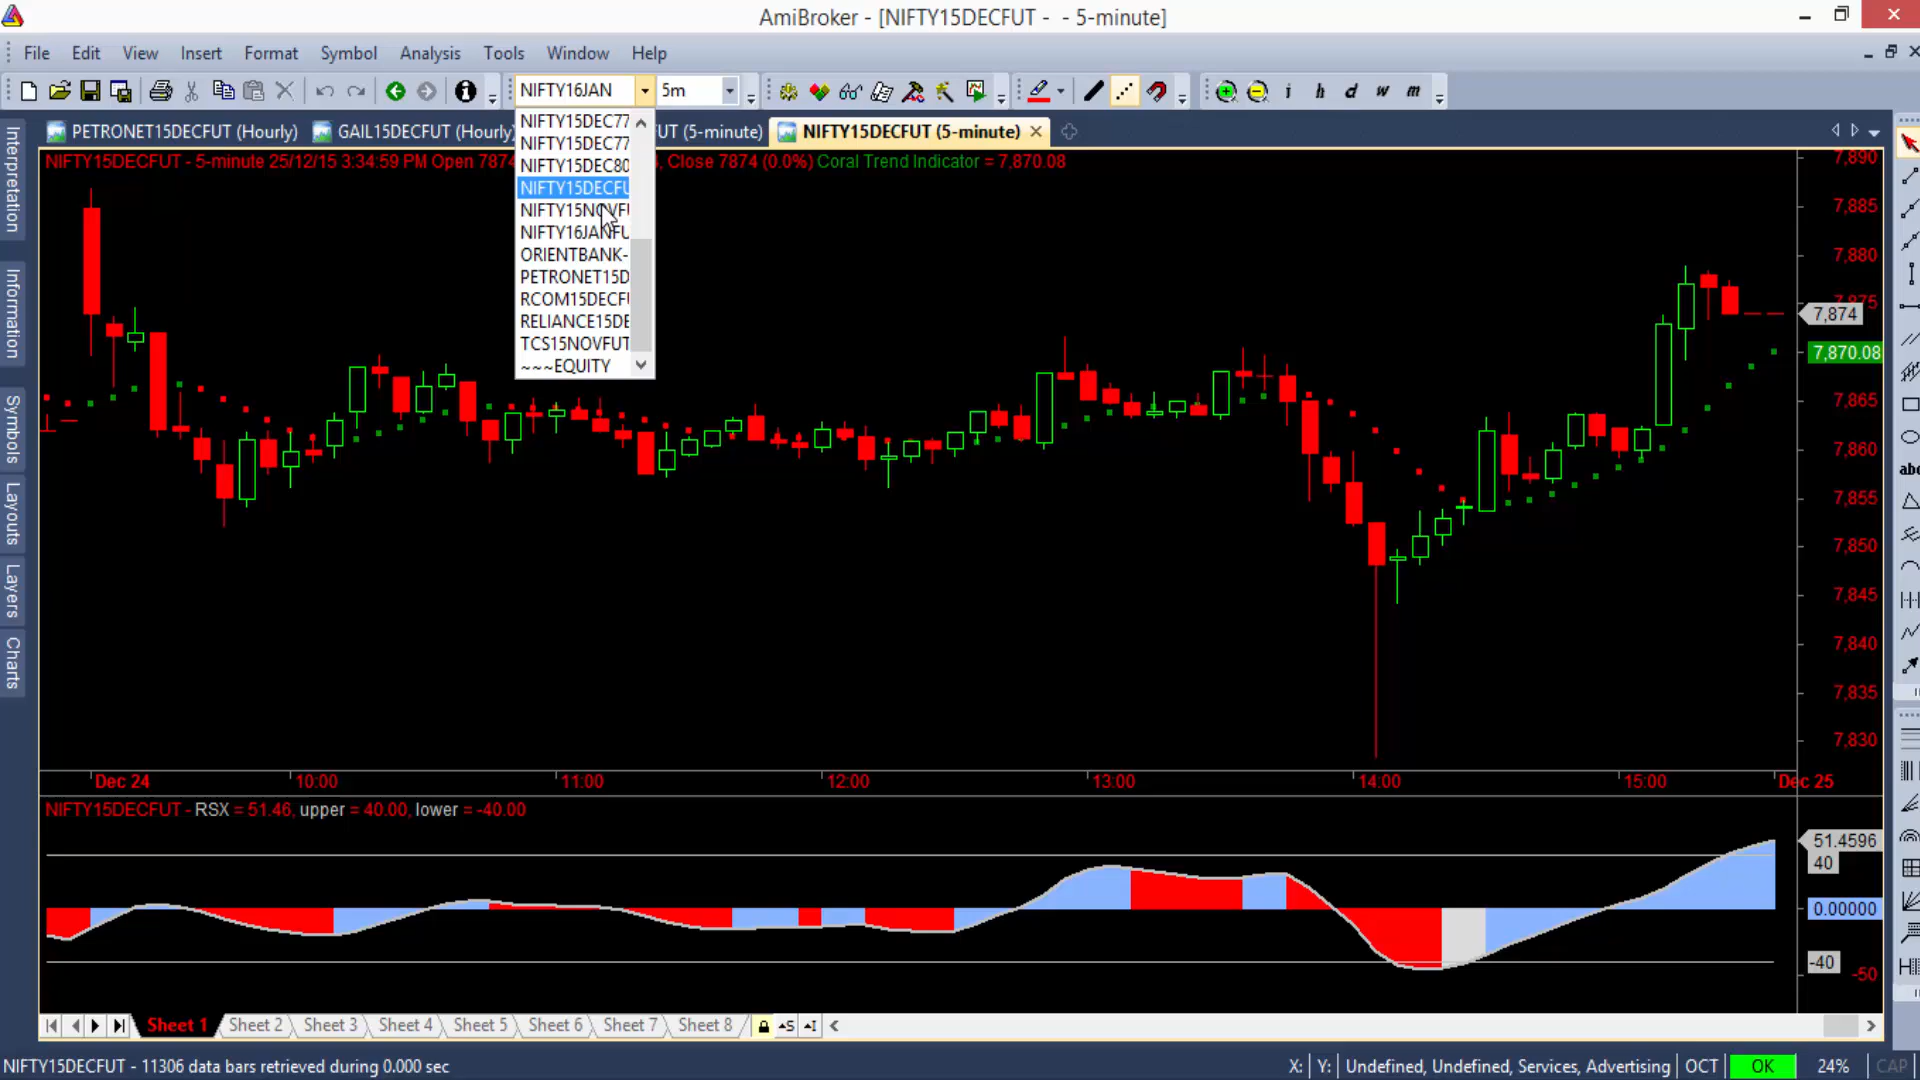 AmiBroker - [NIFTY15DECFUT - - 5-minute]
File Edit View Insert Format Symbol Analysis Tools Window Help
NIFTY16JAN 5m i h d w m
PETRONET15DECFUT (Hourly) GAIL15DECFUT (Hourly) FUT (5-minute) NIFTY15DECFUT (5-minute)
NIFTY15DECFUT - 5-minute 25/12/15 3:34:59 PM Open 7874, Close 7874 (0.0%) Coral Trend Indicator = 7,870.08
NIFTY15DEC77
NIFTY15DEC77
NIFTY15DEC80
NIFTY15DECFU
NIFTY15NOVFU
NIFTY16JANFU
ORIENTBANK-
PETRONET15D
RCOM15DECFU
RELIANCE15DE
TCS15NOVFUT
~~~EQUITY
Interpretation
Information
Symbols
Layouts
Layers
Charts
7,890
7,885
7,880
7,875
7,874
7,870.08
7,865
7,860
7,855
7,850
7,845
7,840
7,835
7,830
abc
Dec 24 10:00 11:00 12:00 13:00 14:00 15:00 Dec 25
NIFTY15DECFUT - RSX = 51.46, upper = 40.00, lower = -40.00
51.4596
40
0.00000
-40
-50
Sheet 1 Sheet 2 Sheet 3 Sheet 4 Sheet 5 Sheet 6 Sheet 7 Sheet 8 S I
NIFTY15DECFUT - 11306 data bars retrieved during 0.000 sec X: Y: Undefined, Undefined, Services, Advertising OCT OK 24% CAP